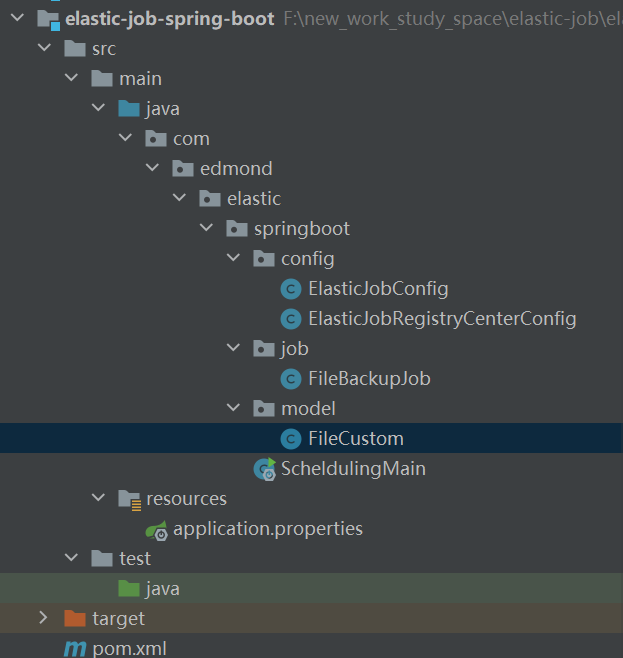 elastic-job-spring-boot F:\new_work_study_space\elastic-job\el
src
main
java
com
edmond
elastic
springboot
config
ElasticJobConfig
ElasticJobRegistryCenterConfig
job
FileBackupJob
model
FileCustom
ScheldulingMain
resources
application.properties
test
java
target
pom.xml